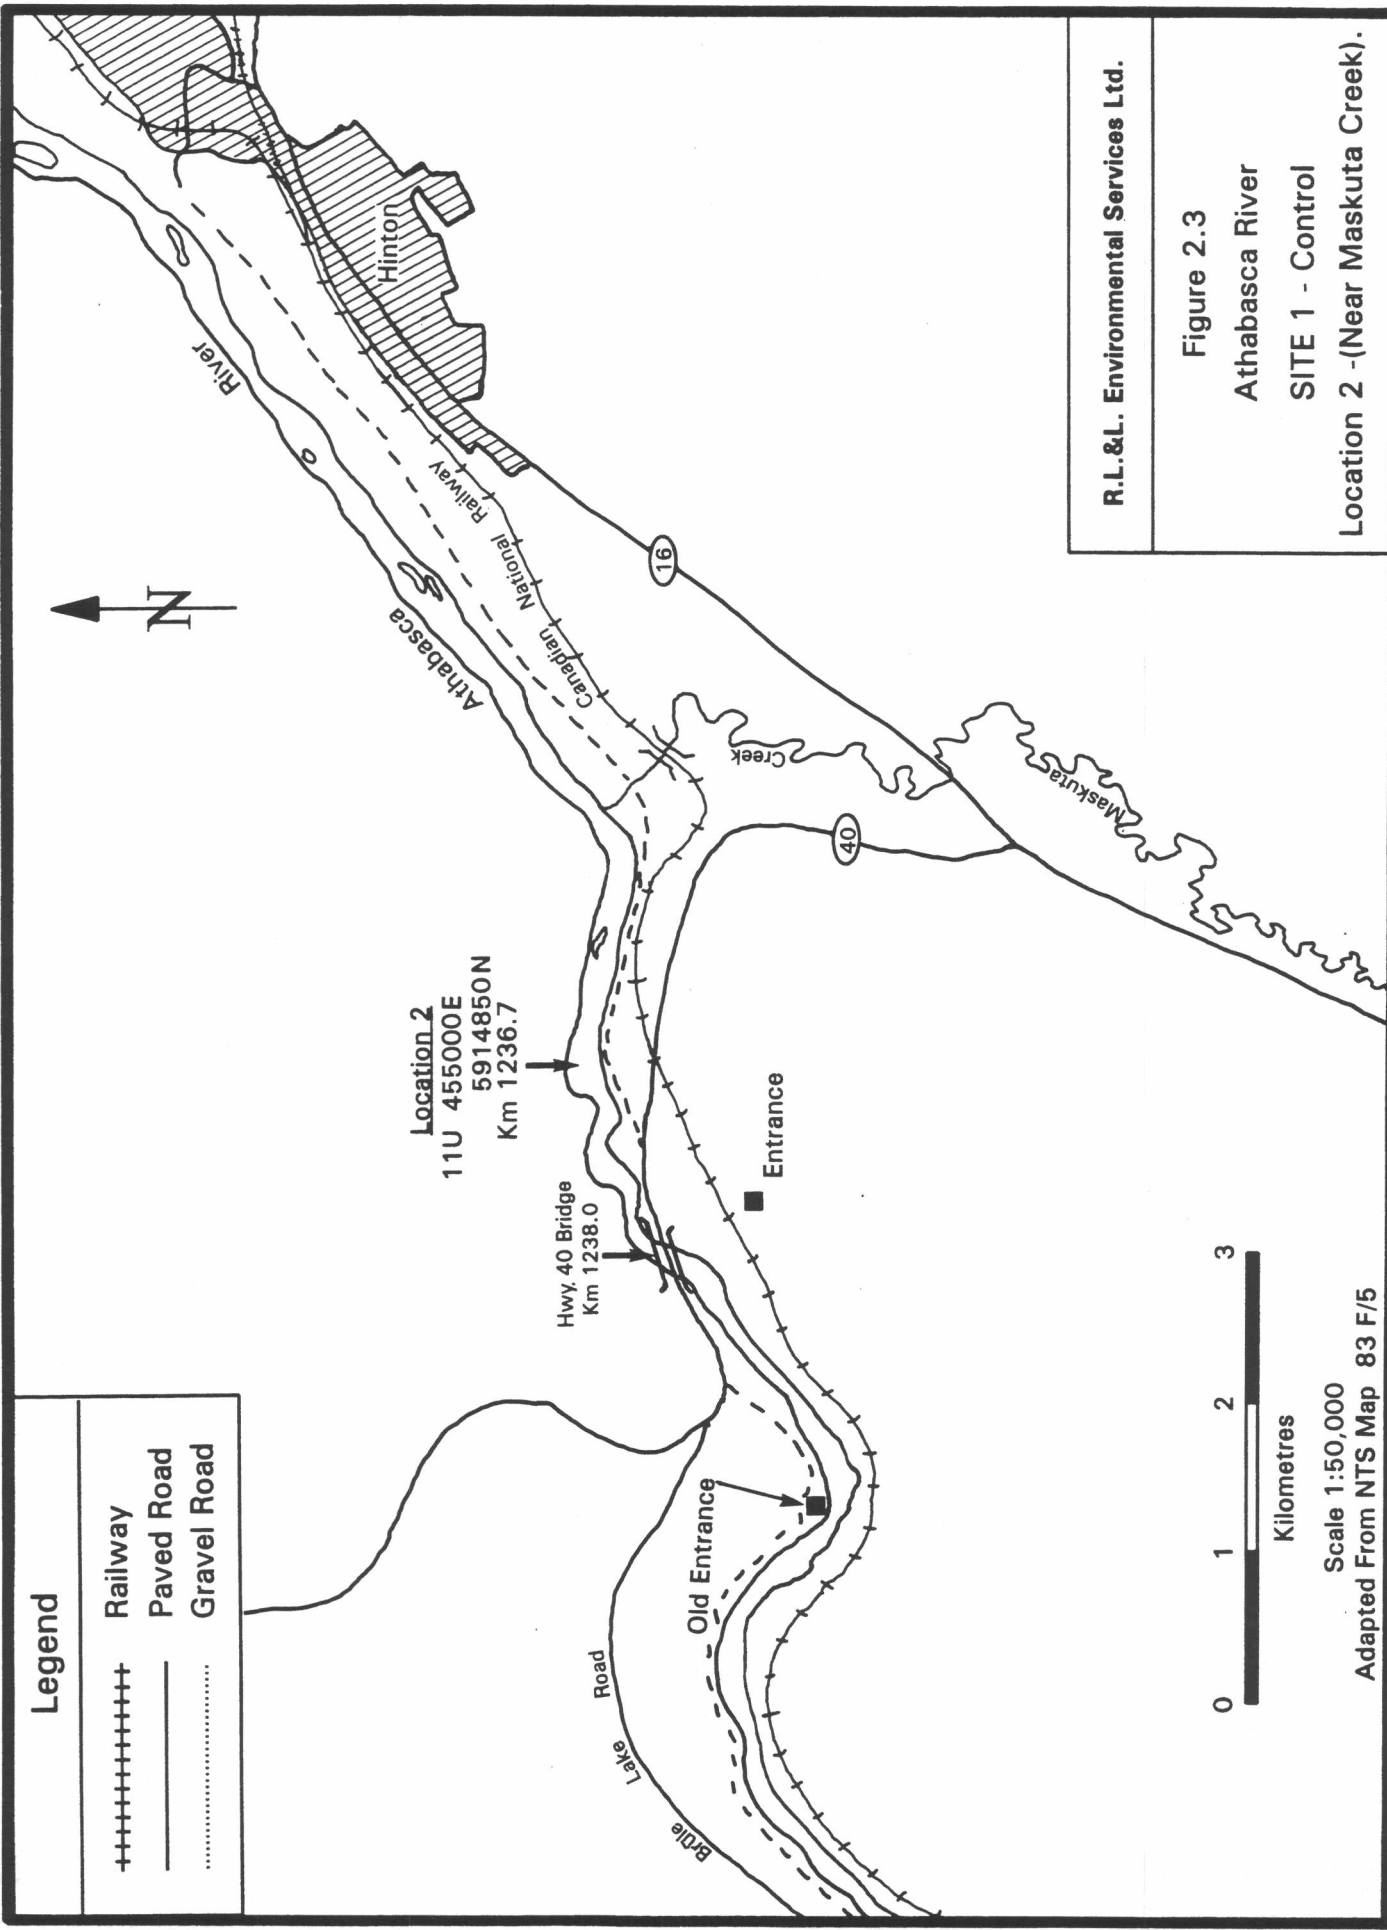 Legend
Railway
Paved Road
Gravel Road
N
Location 2
11U 455000E
5914850N
Km 1236.7
Hwy. 40 Bridge
Km 1238.0
Athabasca
River
Hinton
Canadian National Railway
16
40
Creek
Maskuta
Entrance
Old Entrance
Brûle Lake Road
0 1 2 3
Kilometres
Scale 1:50,000
Adapted From NTS Map 83 F/5
R.L.&L. Environmental Services Ltd.
Figure 2.3
Athabasca River
SITE 1 - Control
Location 2 -(Near Maskuta Creek).